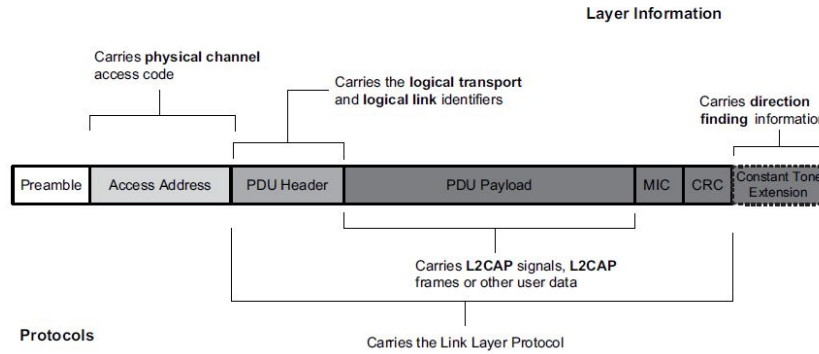 Layer Information
Carries physical channel
access code
Carries the logical transport
and logical link identifiers
Carries direction
finding information
Preamble
Access Address
PDU Header
PDU Payload
MIC
CRC
Constant Tone
Extension
Carries L2CAP signals, L2CAP
frames or other user data
Protocols
Carries the Link Layer Protocol